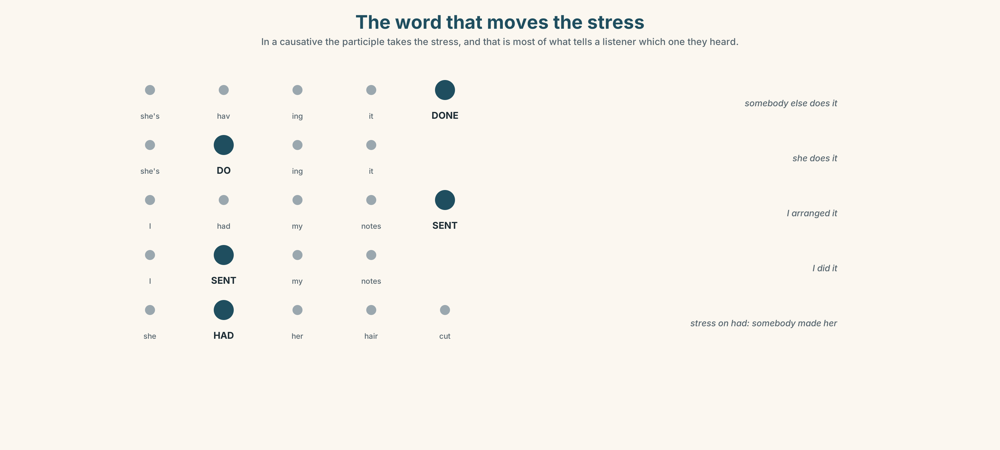 The word that moves the stress
In a causative the participle takes the stress, and that is most of what tells a listener which one they heard.
she's hav ing it DONE
somebody else does it
she's DO ing it
she does it
I had my notes SENT
I arranged it
I SENT my notes
I did it
she HAD her hair cut
stress on had: somebody made her